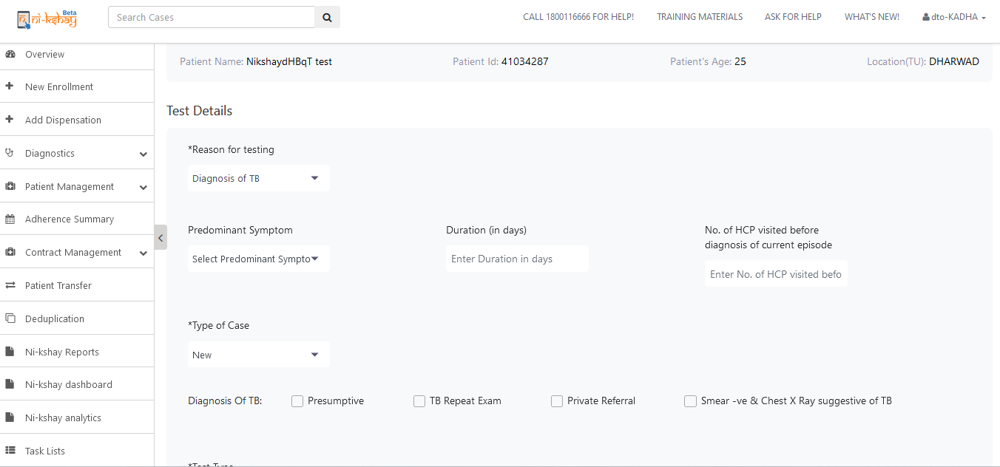 Beta
ni-kshay
Search Cases
CALL 1800116666 FOR HELP!
TRAINING MATERIALS
ASK FOR HELP
WHAT'S NEW!
dto-KADHA
Overview
New Enrollment
Add Dispensation
Diagnostics
Patient Management
Adherence Summary
Contract Management
Patient Transfer
Deduplication
Ni-kshay Reports
Ni-kshay dashboard
Ni-kshay analytics
Task Lists
Patient Name: NikshaydHBqT test
Patient Id: 41034287
Patient's Age: 25
Location(TU): DHARWAD
Test Details
*Reason for testing
Diagnosis of TB
Predominant Symptom
Select Predominant Sympto
Duration (in days)
Enter Duration in days
No. of HCP visited before
diagnosis of current episode
Enter No. of HCP visited befo
*Type of Case
New
Diagnosis Of TB:
Presumptive
TB Repeat Exam
Private Referral
Smear -ve & Chest X Ray suggestive of TB
*Test Type